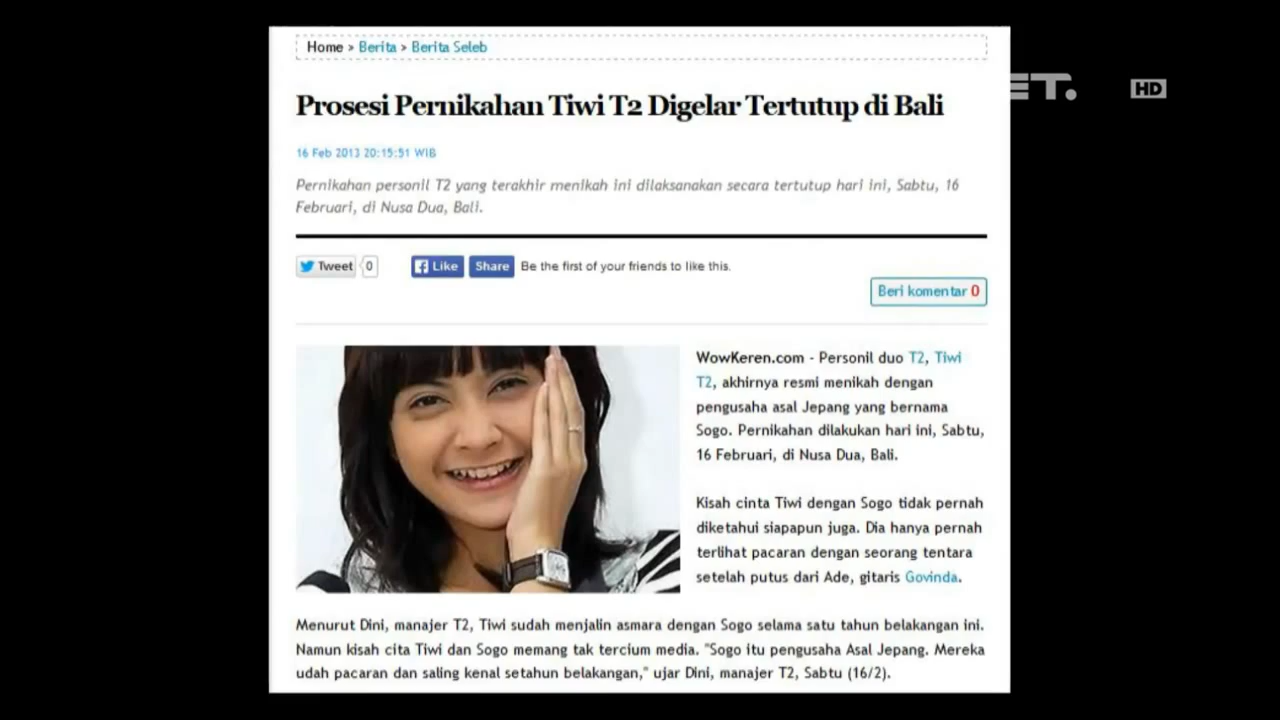 Home > Berita > Berita Seleb
ET.
HD
Prosesi Pernikahan Tiwi T2 Digelar Tertutup di Bali
16 Feb 2013 20:15:51 WIB
Pernikahan personil T2 yang terakhir menikah ini dilaksanakan secara tertutup hari ini, Sabtu, 16
Februari, di Nusa Dua, Bali.
Tweet 0 Like Share Be the first of your friends to like this.
Beri komentar 0
WowKeren.com - Personil duo T2, Tiwi
T2, akhirnya resmi menikah dengan
pengusaha asal Jepang yang bernama
Sogo. Pernikahan dilakukan hari ini, Sabtu,
16 Februari, di Nusa Dua, Bali.
Kisah cinta Tiwi dengan Sogo tidak pernah
diketahui siapapun juga. Dia hanya pernah
terlihat pacaran dengan seorang tentara
setelah putus dari Ade, gitaris Govinda.
Menurut Dini, manajer T2, Tiwi sudah menjalin asmara dengan Sogo selama satu tahun belakangan ini.
Namun kisah cita Tiwi dan Sogo memang tak tercium media. "Sogo itu pengusaha Asal Jepang. Mereka
udah pacaran dan saling kenal setahun belakangan," ujar Dini, manajer T2, Sabtu (16/2).